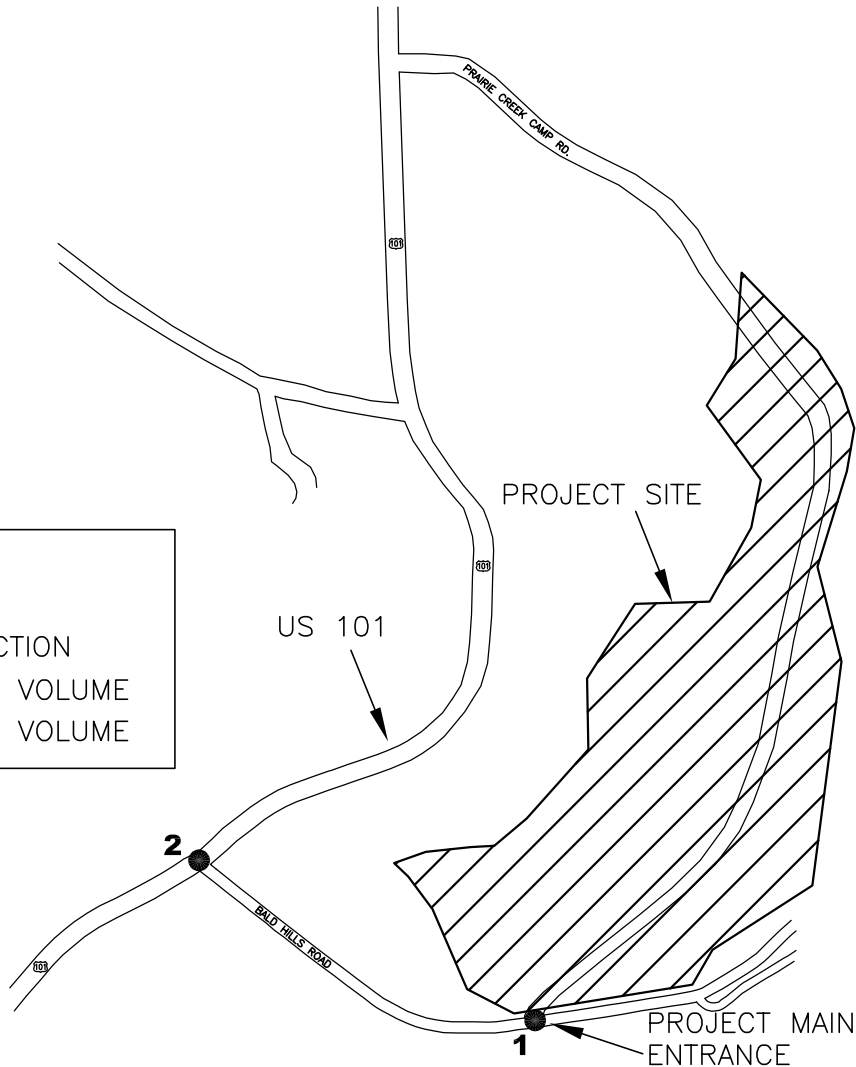 PRAIRIE CREEK CAMP RD.
101
PROJECT SITE
101
US 101
CTION
VOLUME
VOLUME
2
BALD HILLS ROAD
101
1
PROJECT MAIN
ENTRANCE